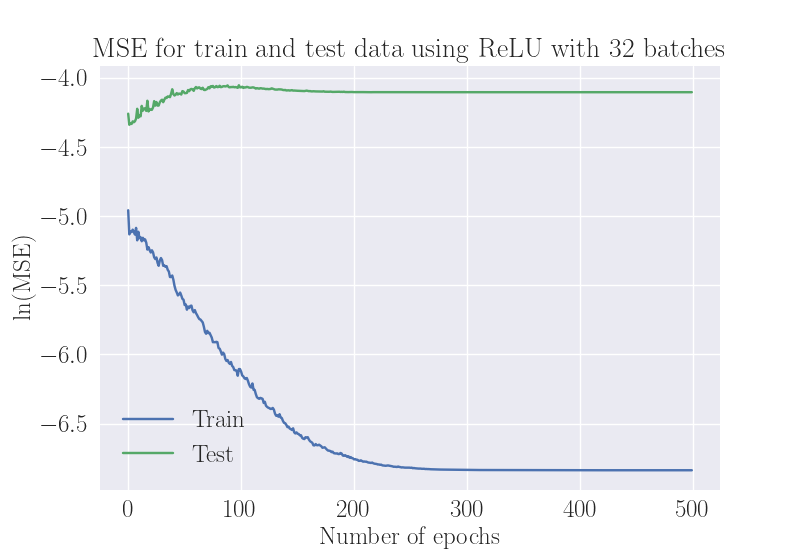 MSE for train and test data using ReLU with 32 batches
−4.0
−4.5
−5.0
−5.5
−6.0
−6.5
ln(MSE)
Train
Test
0 100 200 300 400 500
Number of epochs